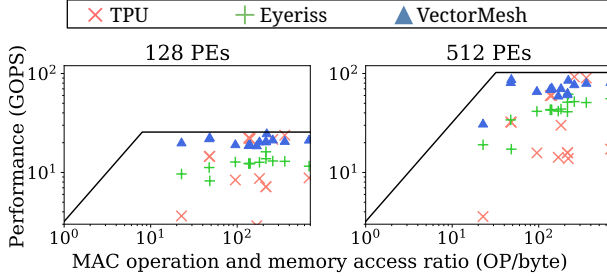 TPU Eyeriss VectorMesh
128 PEs 512 PEs
Performance (GOPS)
10² 10²
10¹ 10¹
10⁰ 10¹ 10² 10⁰ 10¹ 10²
MAC operation and memory access ratio (OP/byte)